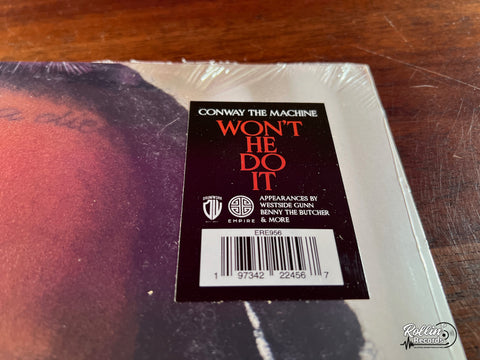 CONWAY THE MACHINE
WON'T
HE
DO
IT
EMPIRE
APPEARANCES BY
WESTSIDE GUNN
BENNY THE BUTCHER
& MORE
ERE956
1 97342 22456 7
Rollin'
Records